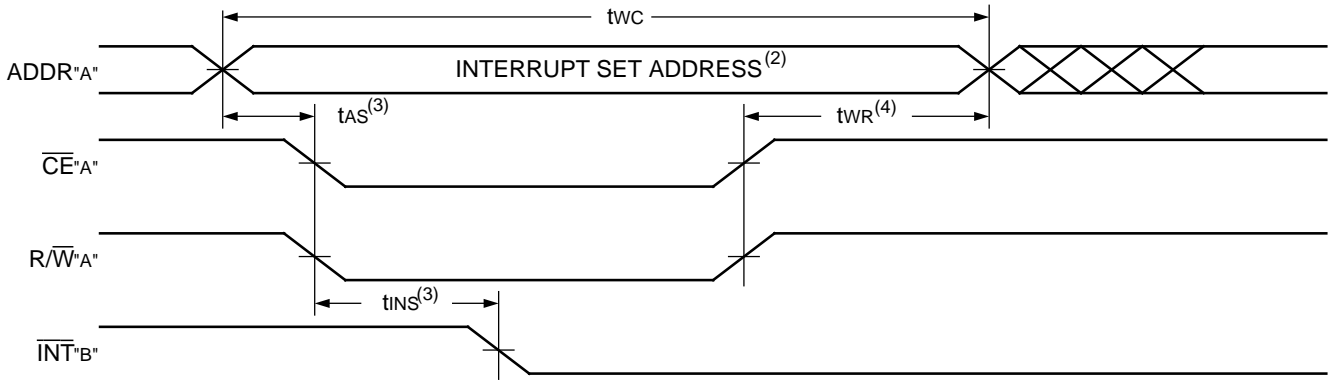 tWC
ADDR"A"
INTERRUPT SET ADDRESS(2)
tAS(3)
tWR(4)
CE"A"
R/W"A"
tINS(3)
INT"B"